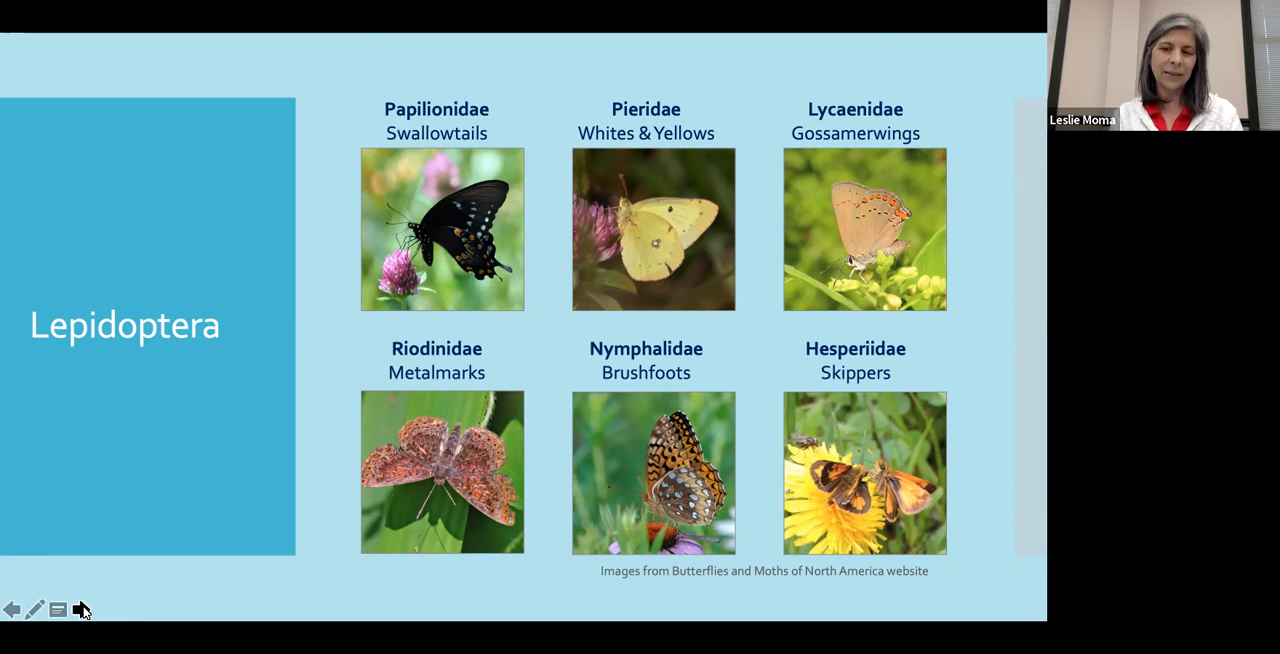 Lepidoptera
Papilionidae
Swallowtails
Pieridae
Whites & Yellows
Lycaenidae
Gossamerwings
Riodinidae
Metalmarks
Nymphalidae
Brushfoots
Hesperiidae
Skippers
Images from Butterflies and Moths of North America website
Leslie Moma